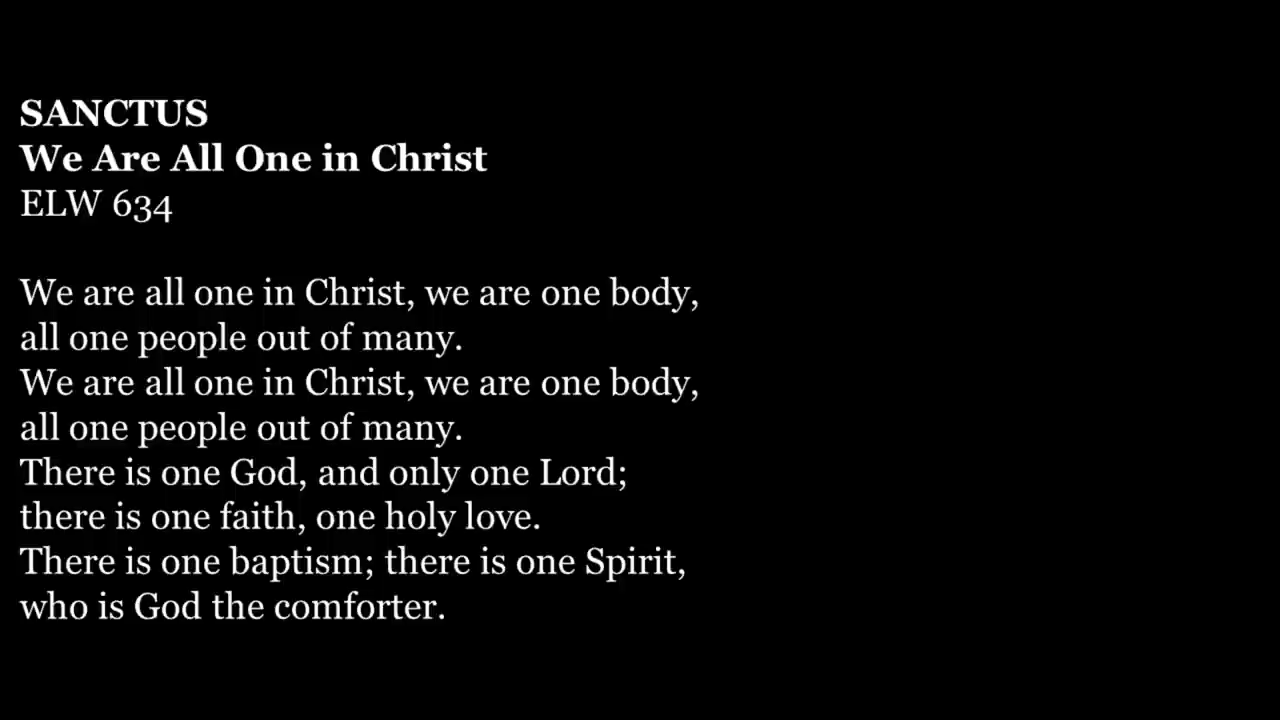 SANCTUS
We Are All One in Christ
ELW 634
We are all one in Christ, we are one body,
all one people out of many.
We are all one in Christ, we are one body,
all one people out of many.
There is one God, and only one Lord;
there is one faith, one holy love.
There is one baptism; there is one Spirit,
who is God the comforter.